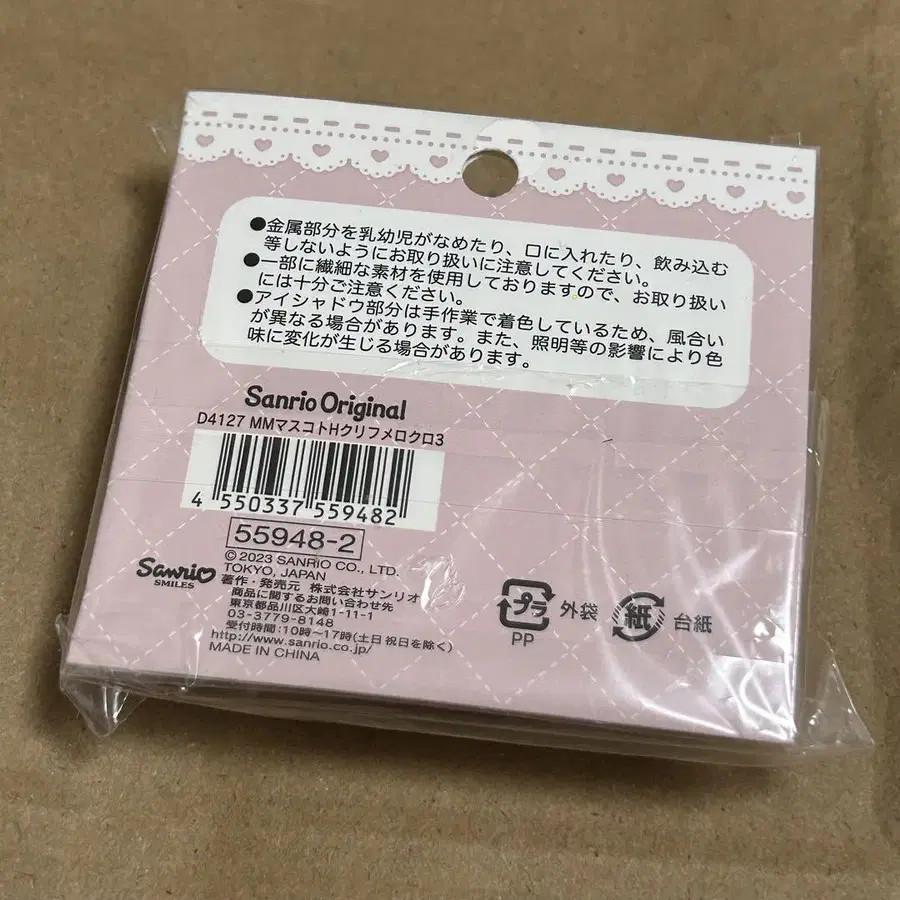 ●金属部分を乳幼児がなめたり、口に入れたり、飲み込む
等しないようにお取り扱いに注意してください。
●一部に繊細な素材を使用しておりますので、お取り扱い
には十分ご注意ください。
●アイシャドウ部分は手作業で着色しているため、風合い
が異なる場合があります。また、照明等の影響により色
味に変化が生じる場合があります。
Sanrio Original
D4127 MMマスコトHクリフメロクロ3
4 550337 559482
55948-2
© 2023 SANRIO CO., LTD.
TOKYO, JAPAN
Sanrio
SMILES
著作・発売元 株式会社サンリオ
商品に関するお問い合わせ先
東京都品川区大崎1-11-1
03-3779-8148
受付時間:10時~17時(土日 祝日を除く)
http://www.sanrio.co.jp/
MADE IN CHINA
プラ 外袋
PP
紙 台紙